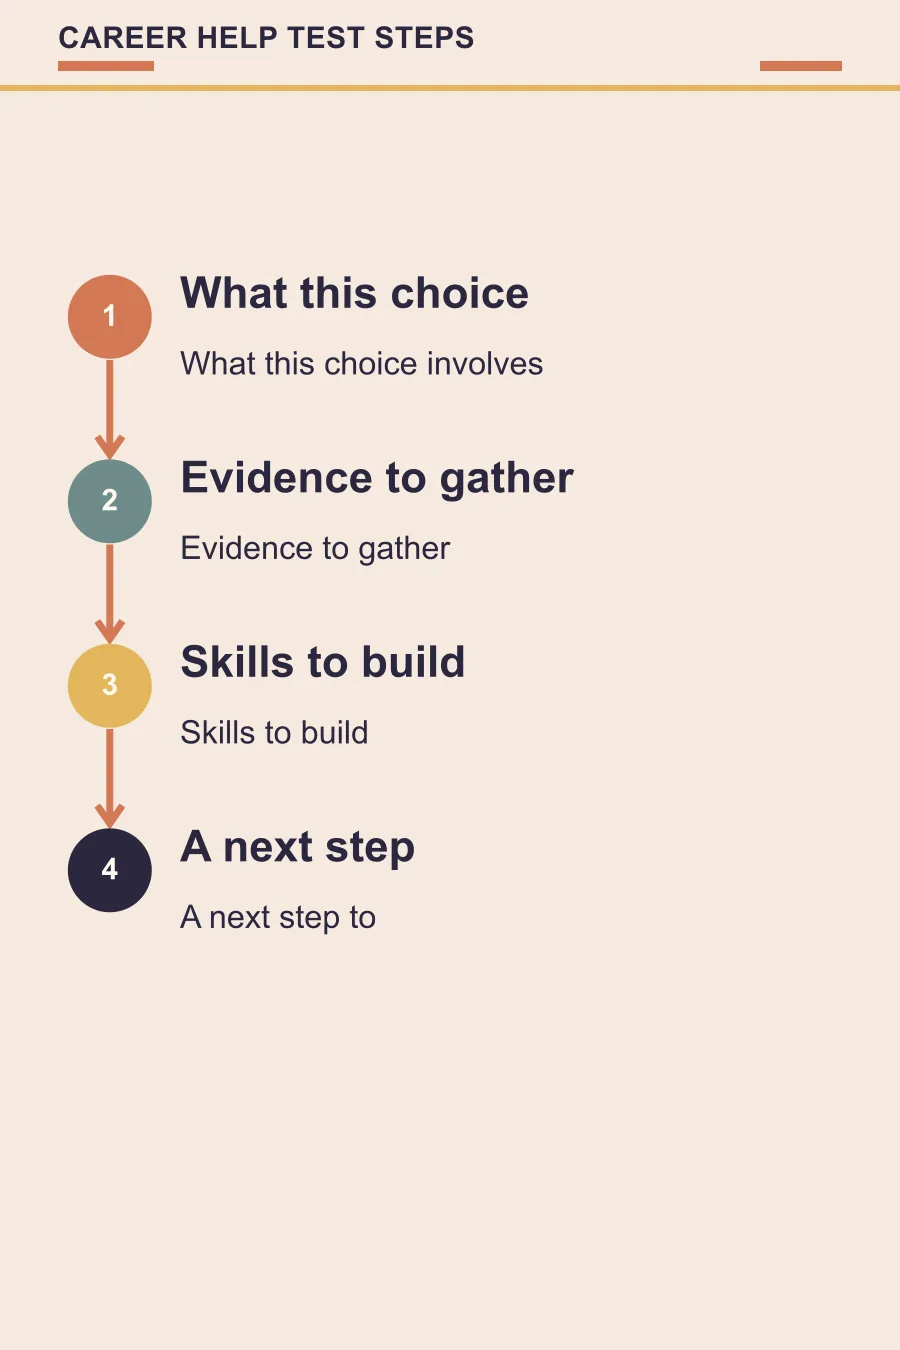 CAREER HELP TEST STEPS
1
What this choice
What this choice involves
2
Evidence to gather
Evidence to gather
3
Skills to build
Skills to build
4
A next step
A next step to